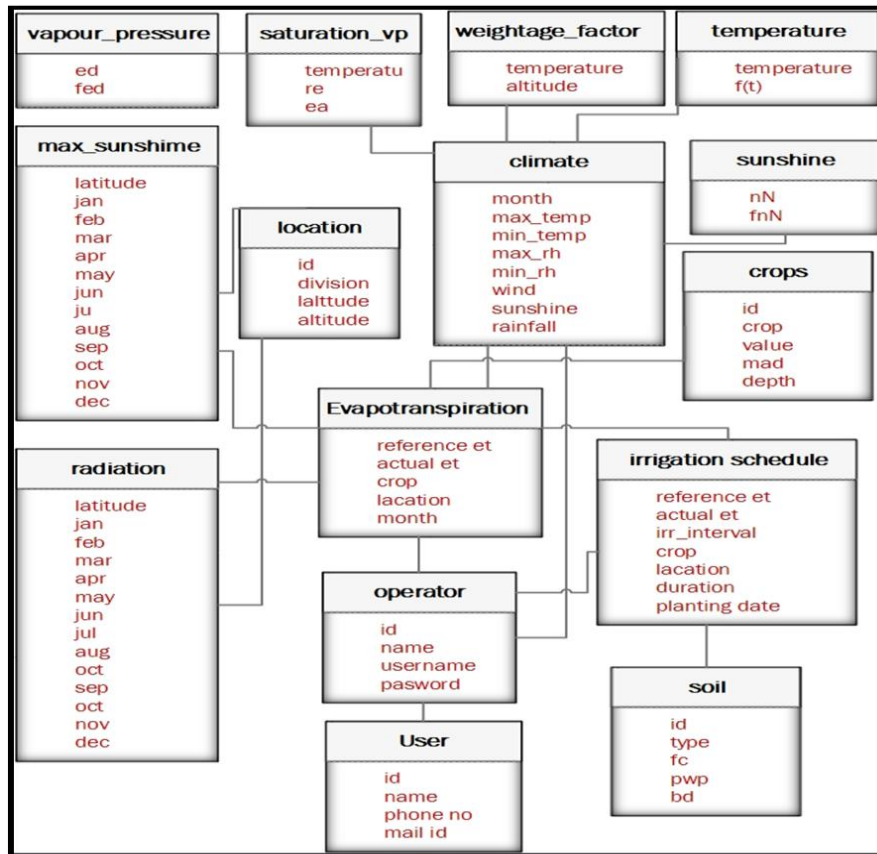 vapour_pressure
ed
fed
saturation_vp
temperatu
re
ea
weightage_factor
temperature
altitude
temperature
temperature
f(t)
max_sunshime
latitude
jan
feb
mar
apr
may
jun
ju
aug
sep
oct
nov
dec
location
id
division
lalttude
altitude
climate
month
max_temp
min_temp
max_rh
min_rh
wind
sunshine
rainfall
sunshine
nN
fnN
crops
id
crop
value
mad
depth
Evapotranspiration
reference et
actual et
crop
lacation
month
radiation
latitude
jan
feb
mar
apr
may
jun
jul
aug
oct
sep
oct
nov
dec
irrigation schedule
reference et
actual et
irr_interval
crop
lacation
duration
planting date
operator
id
name
username
pasword
User
id
name
phone no
mail id
soil
id
type
fc
pwp
bd